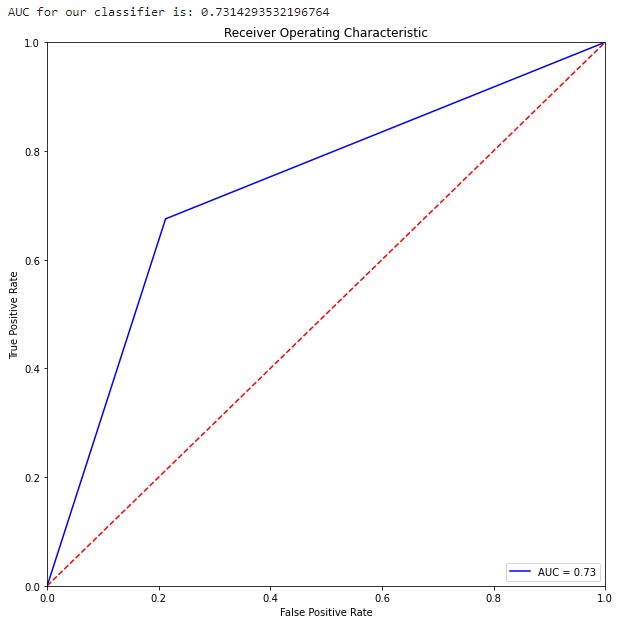 AUC for our classifier is: 0.7314293532196764
Receiver Operating Characteristic
1.0
0.8
0.6
0.4
0.2
0.0
True Positive Rate
AUC = 0.73
0.0 0.2 0.4 0.6 0.8 1.0
False Positive Rate